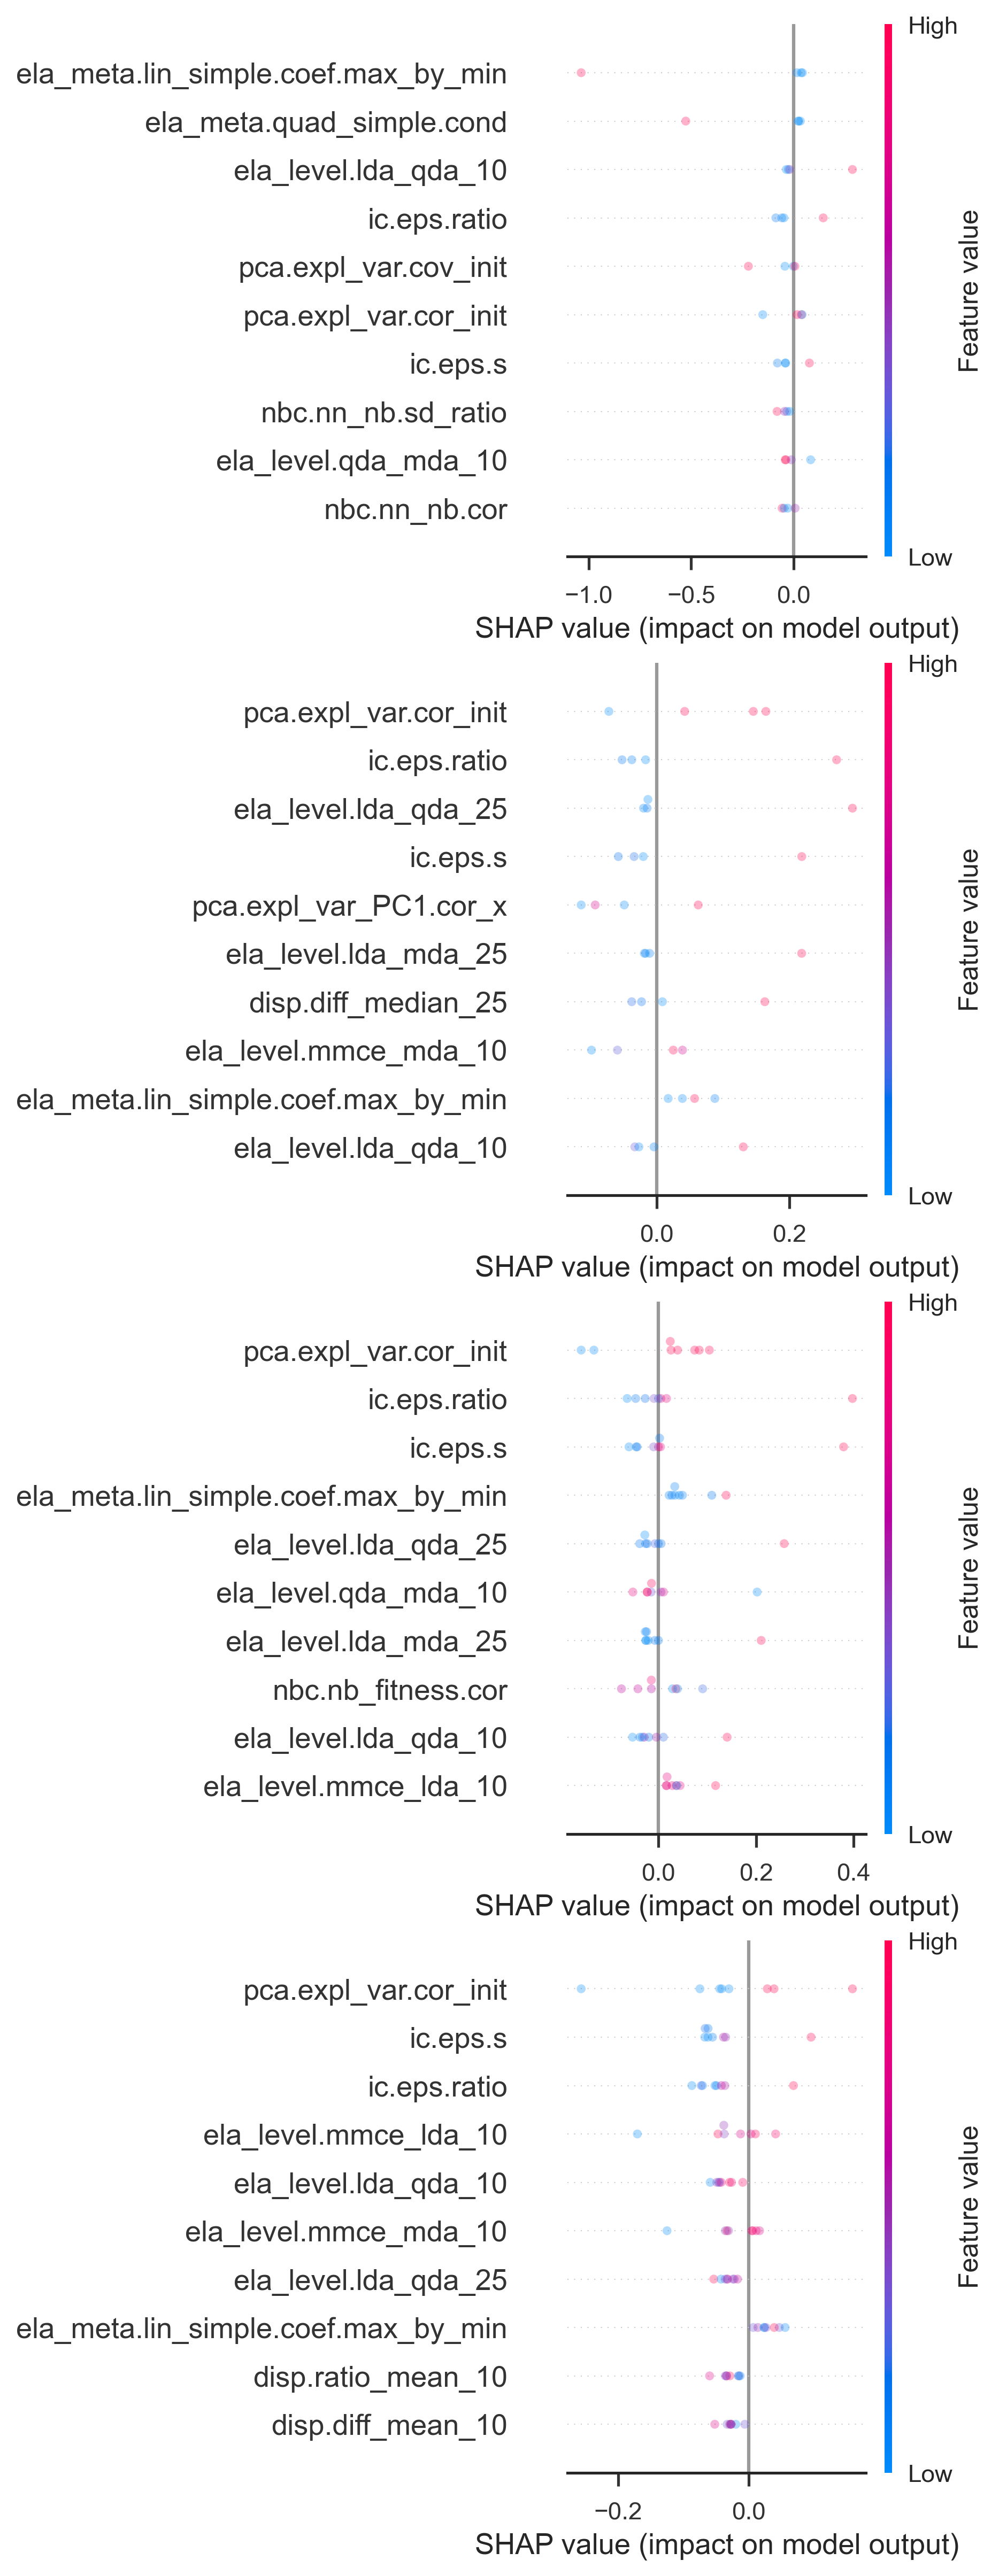 High
ela_meta.lin_simple.coef.max_by_min
ela_meta.quad_simple.cond
ela_level.lda_qda_10
ic.eps.ratio
pca.expl_var.cov_init
pca.expl_var.cor_init
ic.eps.s
nbc.nn_nb.sd_ratio
ela_level.qda_mda_10
nbc.nn_nb.cor
Feature value
Low
−1.0 −0.5 0.0
SHAP value (impact on model output)
High
pca.expl_var.cor_init
ic.eps.ratio
ela_level.lda_qda_25
ic.eps.s
pca.expl_var_PC1.cor_x
ela_level.lda_mda_25
disp.diff_median_25
ela_level.mmce_mda_10
ela_meta.lin_simple.coef.max_by_min
ela_level.lda_qda_10
Feature value
Low
0.0 0.2
SHAP value (impact on model output)
High
pca.expl_var.cor_init
ic.eps.ratio
ic.eps.s
ela_meta.lin_simple.coef.max_by_min
ela_level.lda_qda_25
ela_level.qda_mda_10
ela_level.lda_mda_25
nbc.nb_fitness.cor
ela_level.lda_qda_10
ela_level.mmce_lda_10
Feature value
Low
0.0 0.2 0.4
SHAP value (impact on model output)
High
pca.expl_var.cor_init
ic.eps.s
ic.eps.ratio
ela_level.mmce_lda_10
ela_level.lda_qda_10
ela_level.mmce_mda_10
ela_level.lda_qda_25
ela_meta.lin_simple.coef.max_by_min
disp.ratio_mean_10
disp.diff_mean_10
Feature value
Low
−0.2 0.0
SHAP value (impact on model output)